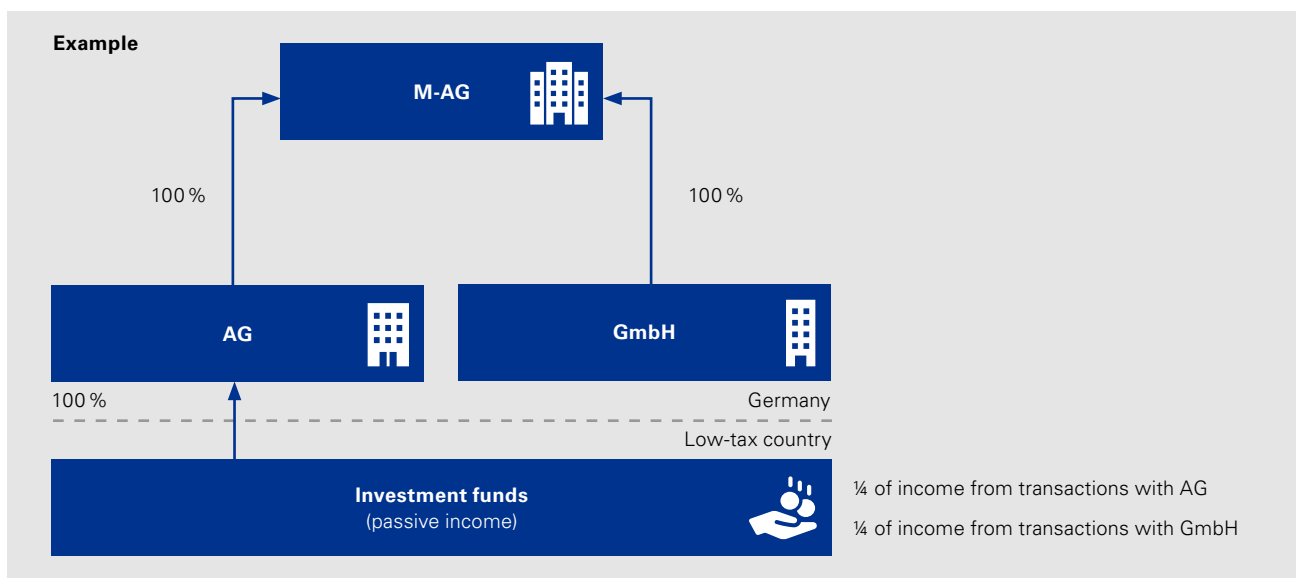 Example
M-AG
100 %
100 %
AG
GmbH
100 %
Germany
Low-tax country
Investment funds
(passive income)
¼ of income from transactions with AG
¼ of income from transactions with GmbH